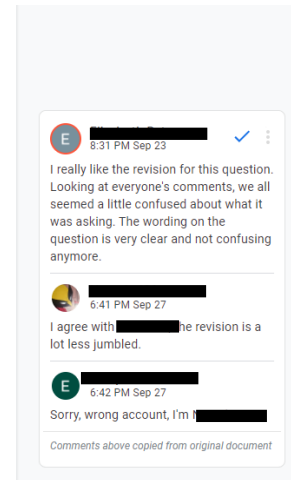 E
8:31 PM Sep 23
I really like the revision for this question.
Looking at everyone's comments, we all
seemed a little confused about what it
was asking. The wording on the
question is very clear and not confusing
anymore.
6:41 PM Sep 27
I agree with he revision is a
lot less jumbled.
E
6:42 PM Sep 27
Sorry, wrong account, I'm
Comments above copied from original document